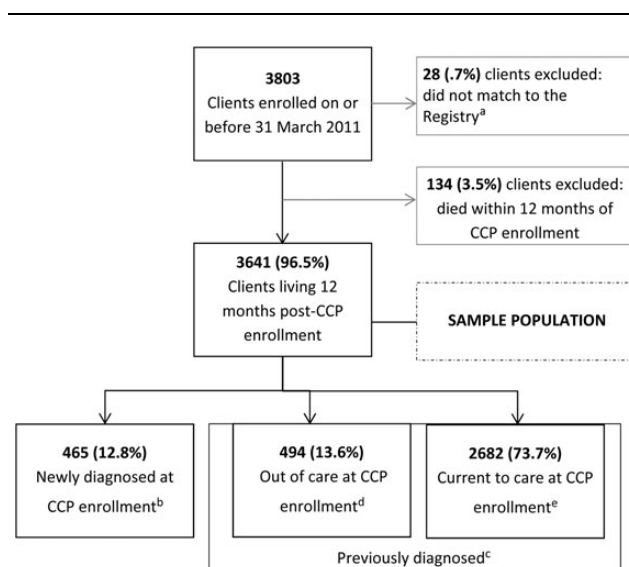 3803
Clients enrolled on or
before 31 March 2011
28 (.7%) clients excluded:
did not match to the
Registryᵃ
134 (3.5%) clients excluded:
died within 12 months of
CCP enrollment
3641 (96.5%)
Clients living 12
months post-CCP
enrollment
SAMPLE POPULATION
465 (12.8%)
Newly diagnosed at
CCP enrollmentᵇ
494 (13.6%)
Out of care at CCP
enrollmentᵈ
2682 (73.7%)
Current to care at CCP
enrollmentᵉ
Previously diagnosedᶜ